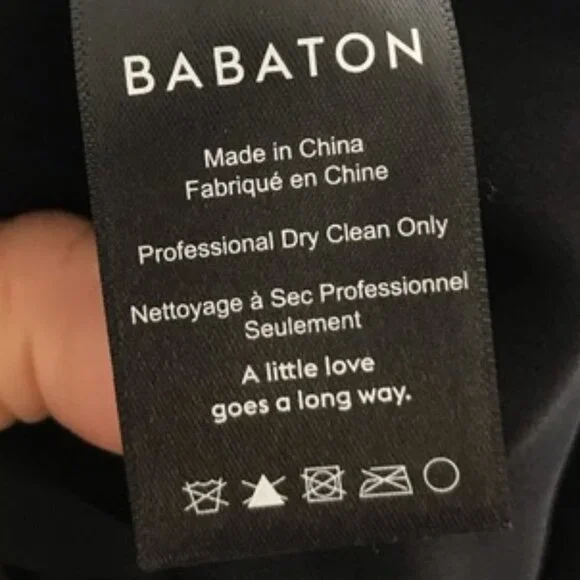 BABATON
Made in China
Fabriqué en Chine
Professional Dry Clean Only
Nettoyage à Sec Professionnel
Seulement
A little love
goes a long way.